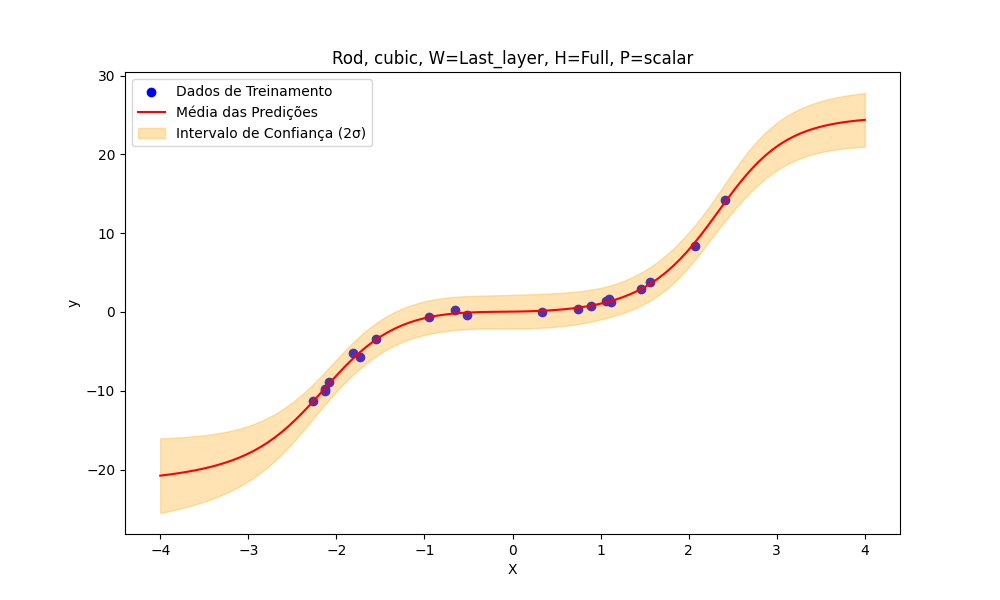 Rod, cubic, W=Last_layer, H=Full, P=scalar
Dados de Treinamento
Média das Predições
Intervalo de Confiança (2σ)
30
20
10
0
−10
−20
y
−4 −3 −2 −1 0 1 2 3 4
X